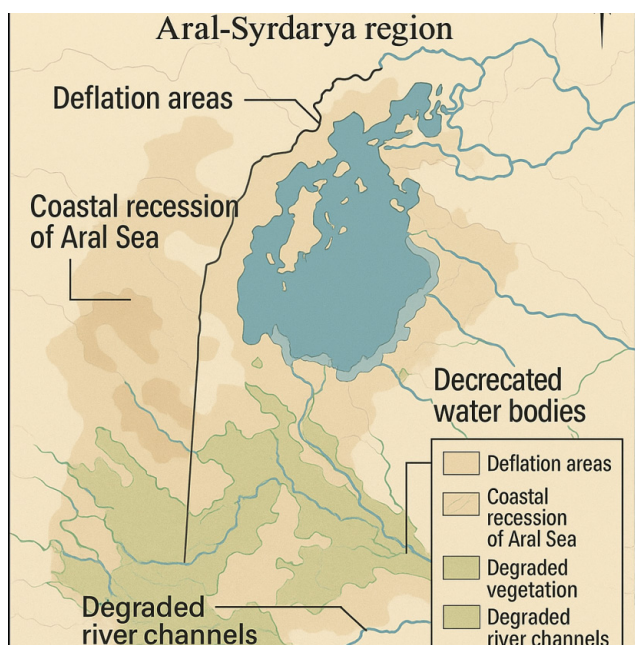 Aral-Syrdarya region
Deflation areas
Coastal recession
of Aral Sea
Decrecated
water bodies
Deflation areas
Coastal
recession
of Aral Sea
Degraded
vegetation
Degraded
river channels
Degraded
river channels